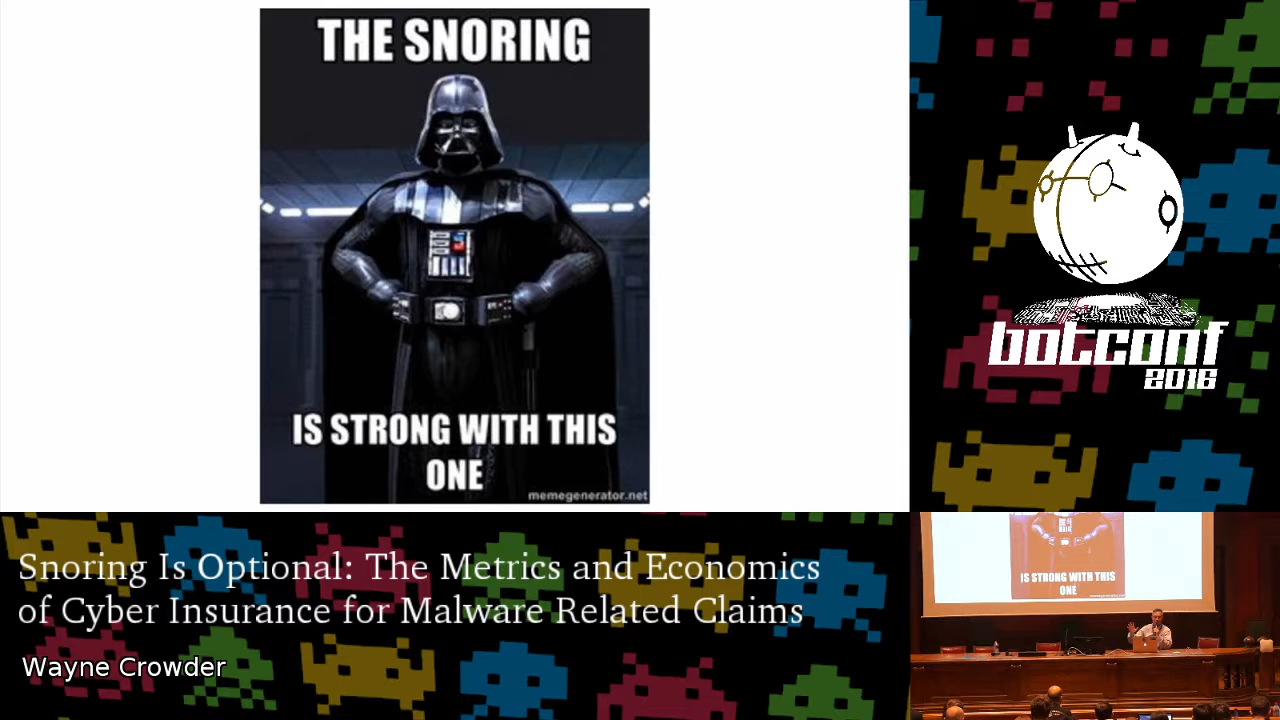 THE SNORING
IS STRONG WITH THIS
ONE
memegenerator.net
botconf
2016
Snoring Is Optional: The Metrics and Economics
of Cyber Insurance for Malware Related Claims
Wayne Crowder
IS STRONG WITH THIS
ONE